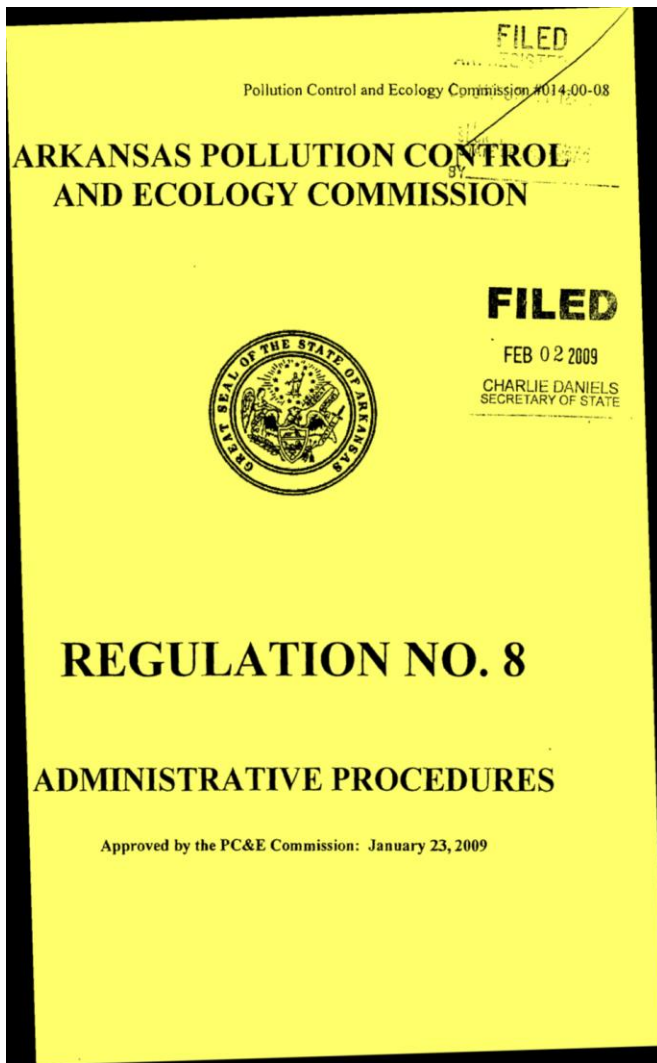 FILED
Pollution Control and Ecology Commission #014.00-08
ARKANSAS POLLUTION CONTROL
AND ECOLOGY COMMISSION
BY
FILED
FEB 02 2009
CHARLIE DANIELS
SECRETARY OF STATE
GREAT SEAL OF THE STATE OF ARKANSAS
REGULATION NO. 8
ADMINISTRATIVE PROCEDURES
Approved by the PC&E Commission: January 23, 2009